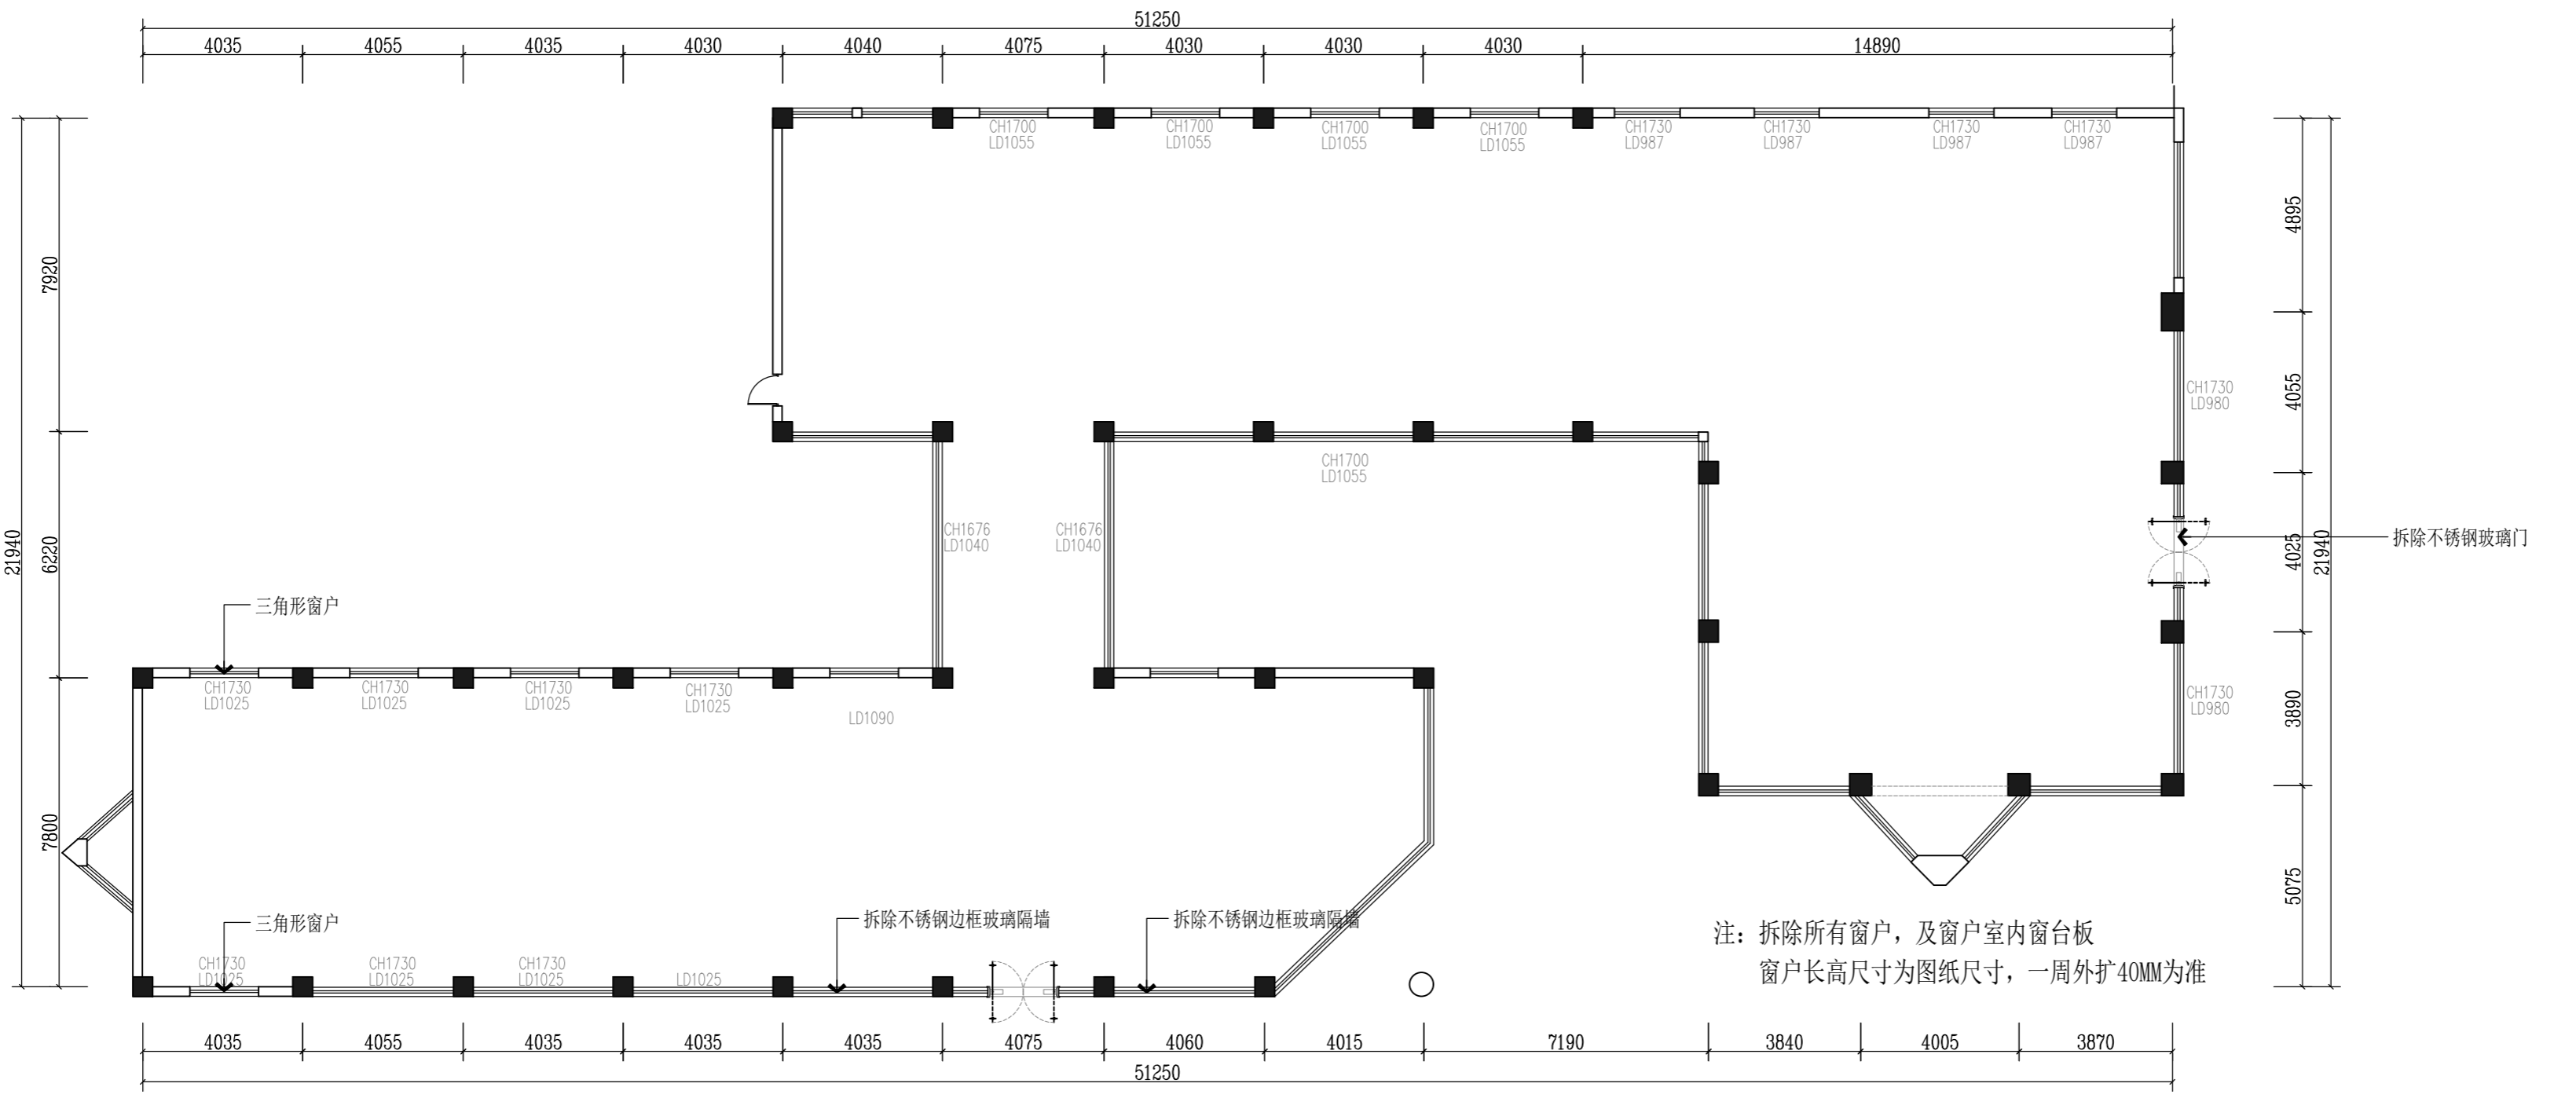 51250
4035 4055 4035 4030 4040 4075 4030 4030 4030 14890
CH1700 CH1700 CH1700 CH1700 CH1730 CH1730 CH1730 CH1730
LD1055 LD1055 LD1055 LD1055 LD987 LD987 LD987 LD987
4895
7920
CH1730
LD980
4055
CH1700
LD1055
CH1676 CH1676
LD1040 LD1040
21940
6220
4025
21940
拆除不锈钢玻璃门
三角形窗户
CH1730 CH1730 CH1730 CH1730
LD1025 LD1025 LD1025 LD1025
LD1090
CH1730
LD980
3890
7800
5075
三角形窗户
拆除不锈钢边框玻璃隔墙
拆除不锈钢边框玻璃隔墙
注：拆除所有窗户，及窗户室内窗台板
窗户长高尺寸为图纸尺寸，一周外扩40MM为准
CH1730 CH1730 CH1730
LD1025 LD1025 LD1025 LD1025
4035 4055 4035 4035 4035 4075 4060 4015 7190 3840 4005 3870
51250